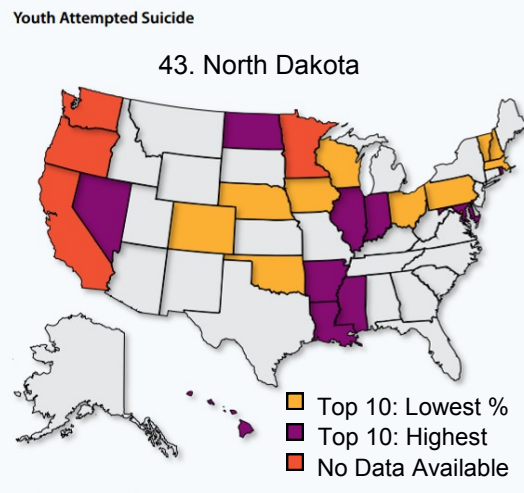 Youth Attempted Suicide
43. North Dakota
Top 10: Lowest %
Top 10: Highest
No Data Available